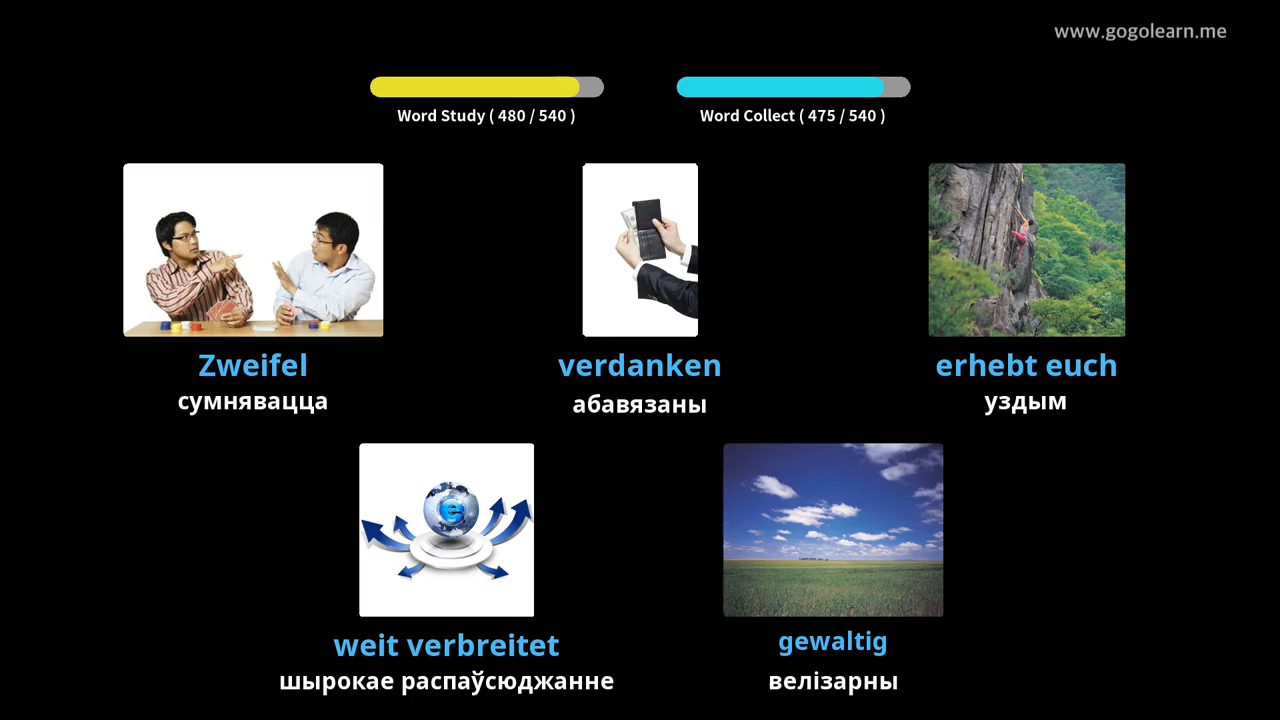 www.gogolearn.me
Word Study ( 480 / 540 )
Word Collect ( 475 / 540 )
Zweifel
сумнявацца
verdanken
абавязаны
erhebt euch
уздым
e
weit verbreitet
шырокае распаўсюджанне
gewaltig
велізарны